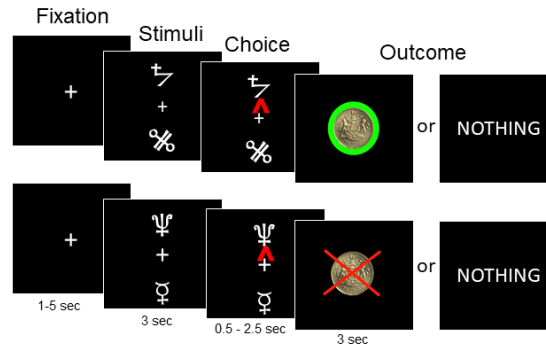 Fixation
Stimuli
Choice
Outcome
or
NOTHING
or
NOTHING
1-5 sec
3 sec
0.5 - 2.5 sec
3 sec